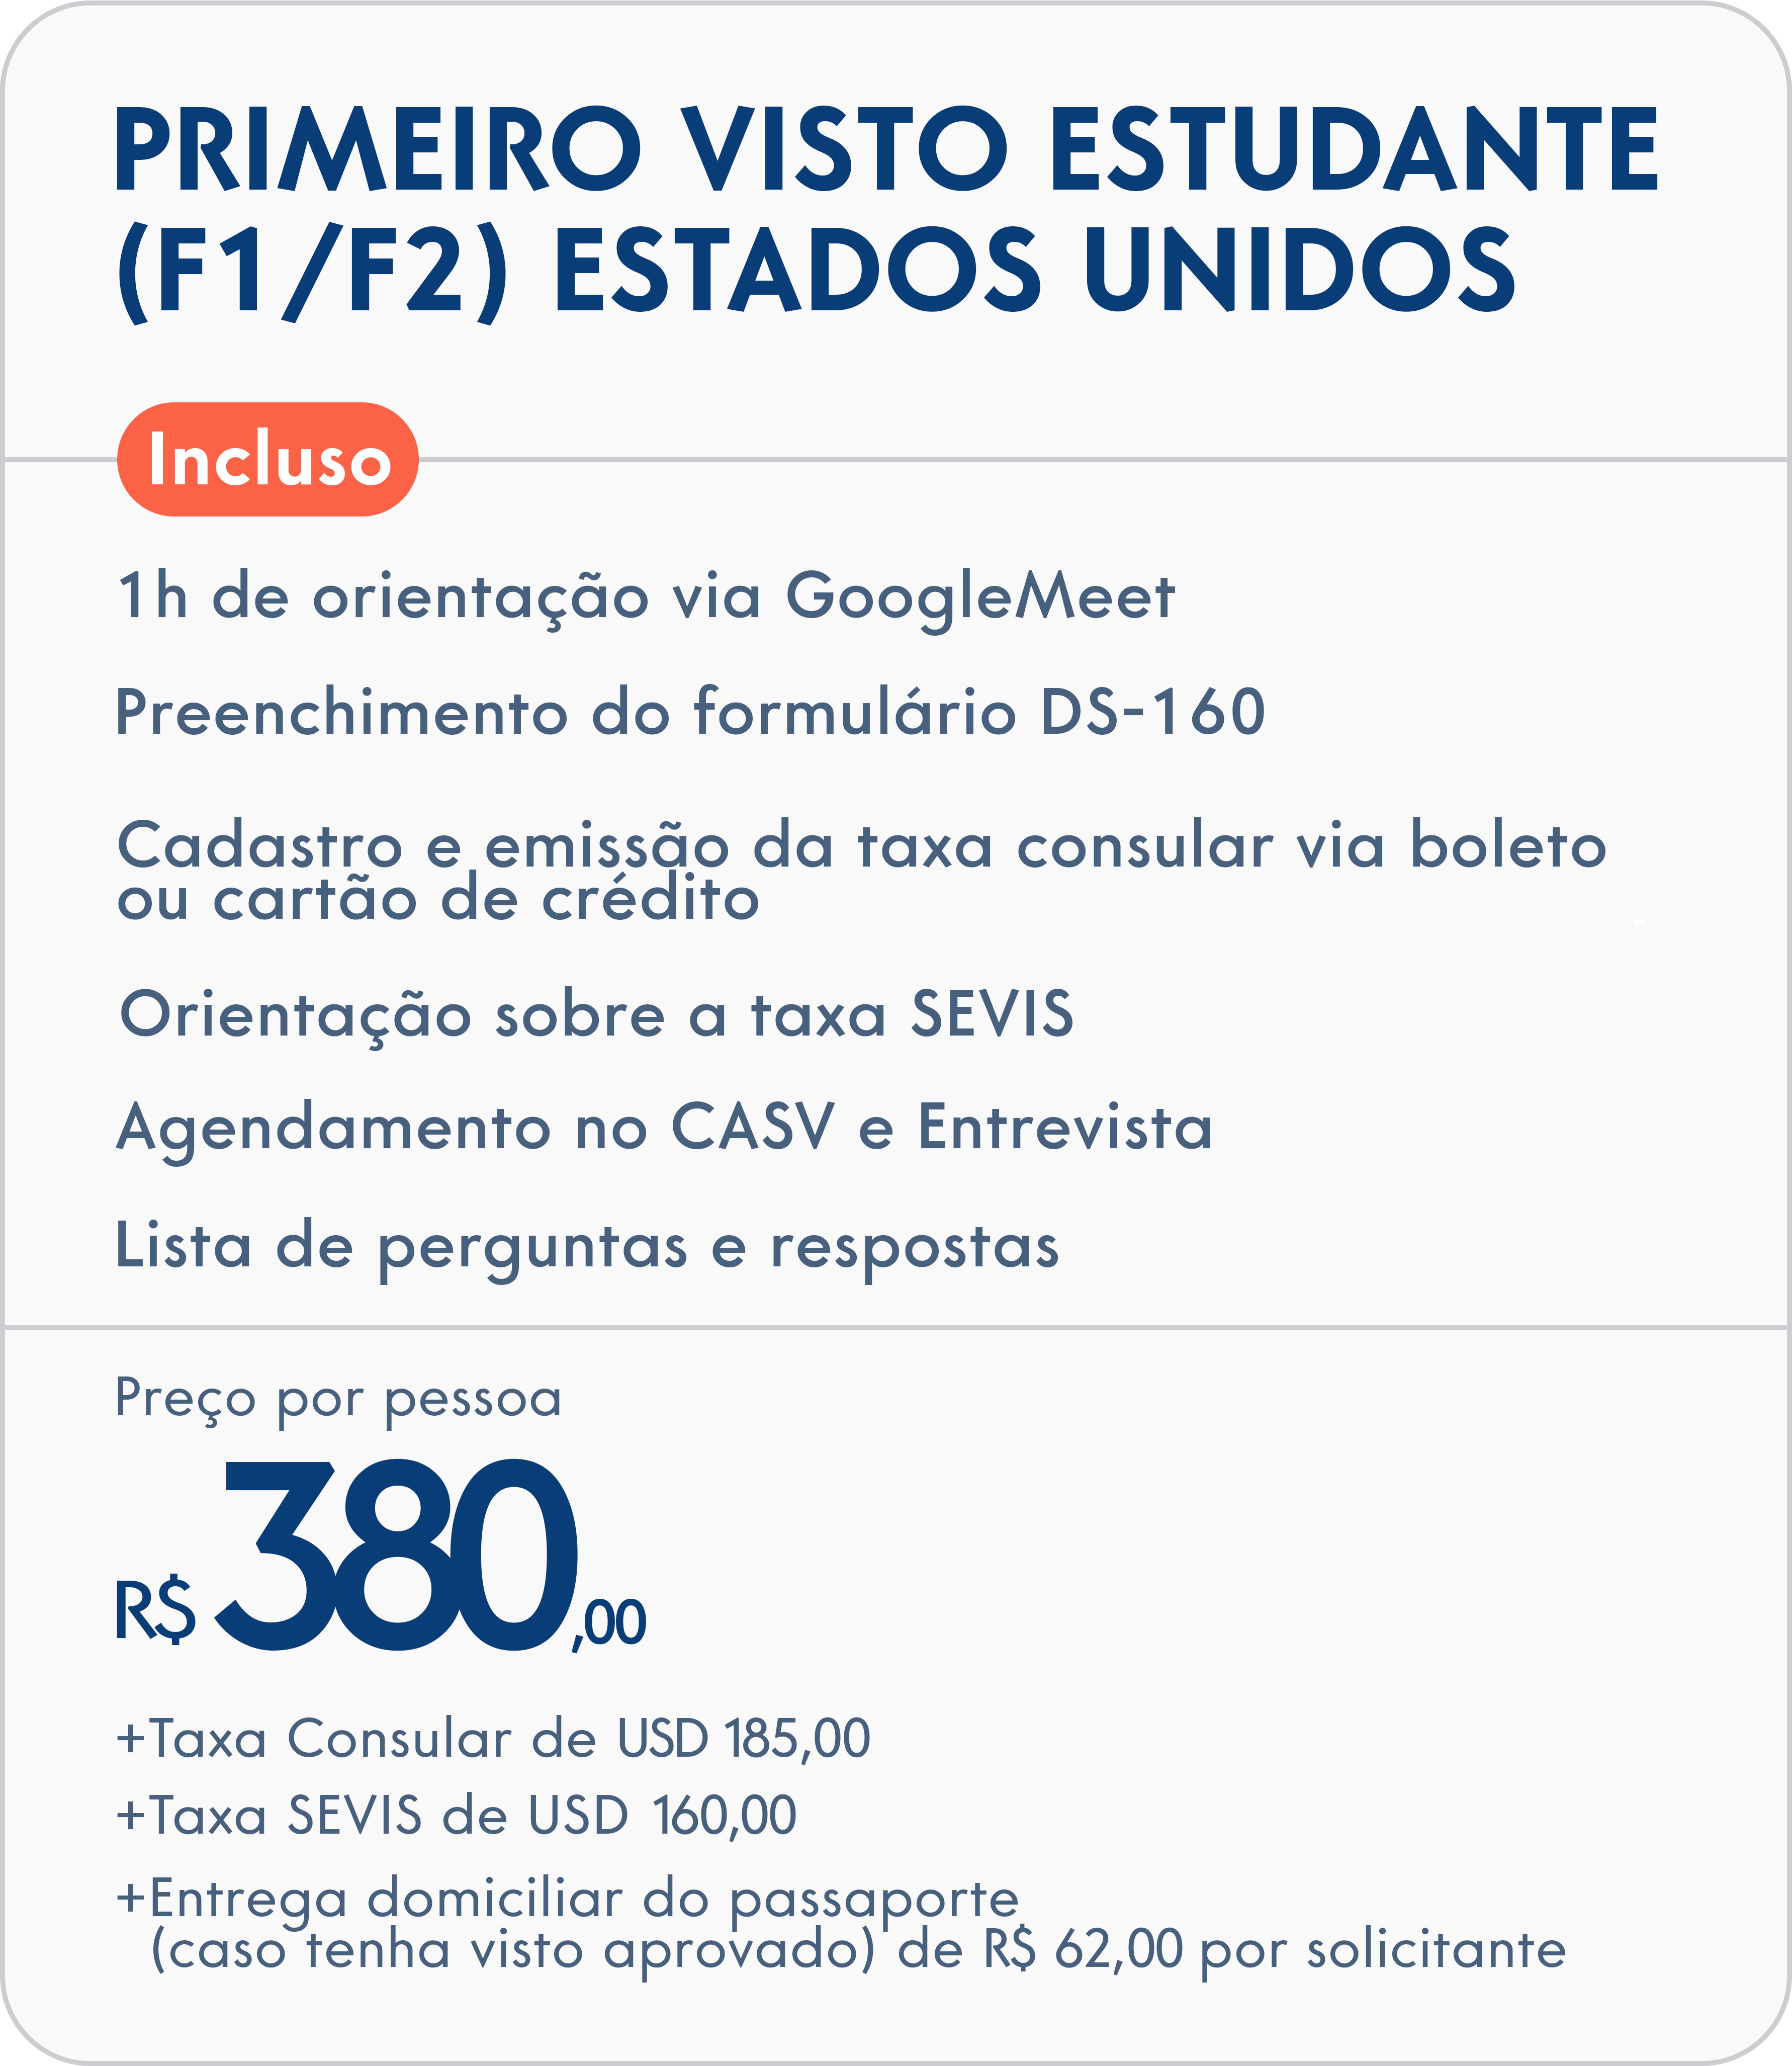 PRIMEIRO VISTO ESTUDANTE
(F1/F2) ESTADOS UNIDOS
Incluso
1h de orientação via GoogleMeet
Preenchimento do formulário DS-160
Cadastro e emissão da taxa consular via boleto
ou cartão de crédito
Orientação sobre a taxa SEVIS
Agendamento no CASV e Entrevista
Lista de perguntas e respostas
Preço por pessoa
R$ 380,00
+Taxa Consular de USD 185,00
+Taxa SEVIS de USD 160,00
+Entrega domiciliar do passaporte
(caso tenha visto aprovado) de R$ 62,00 por solicitante